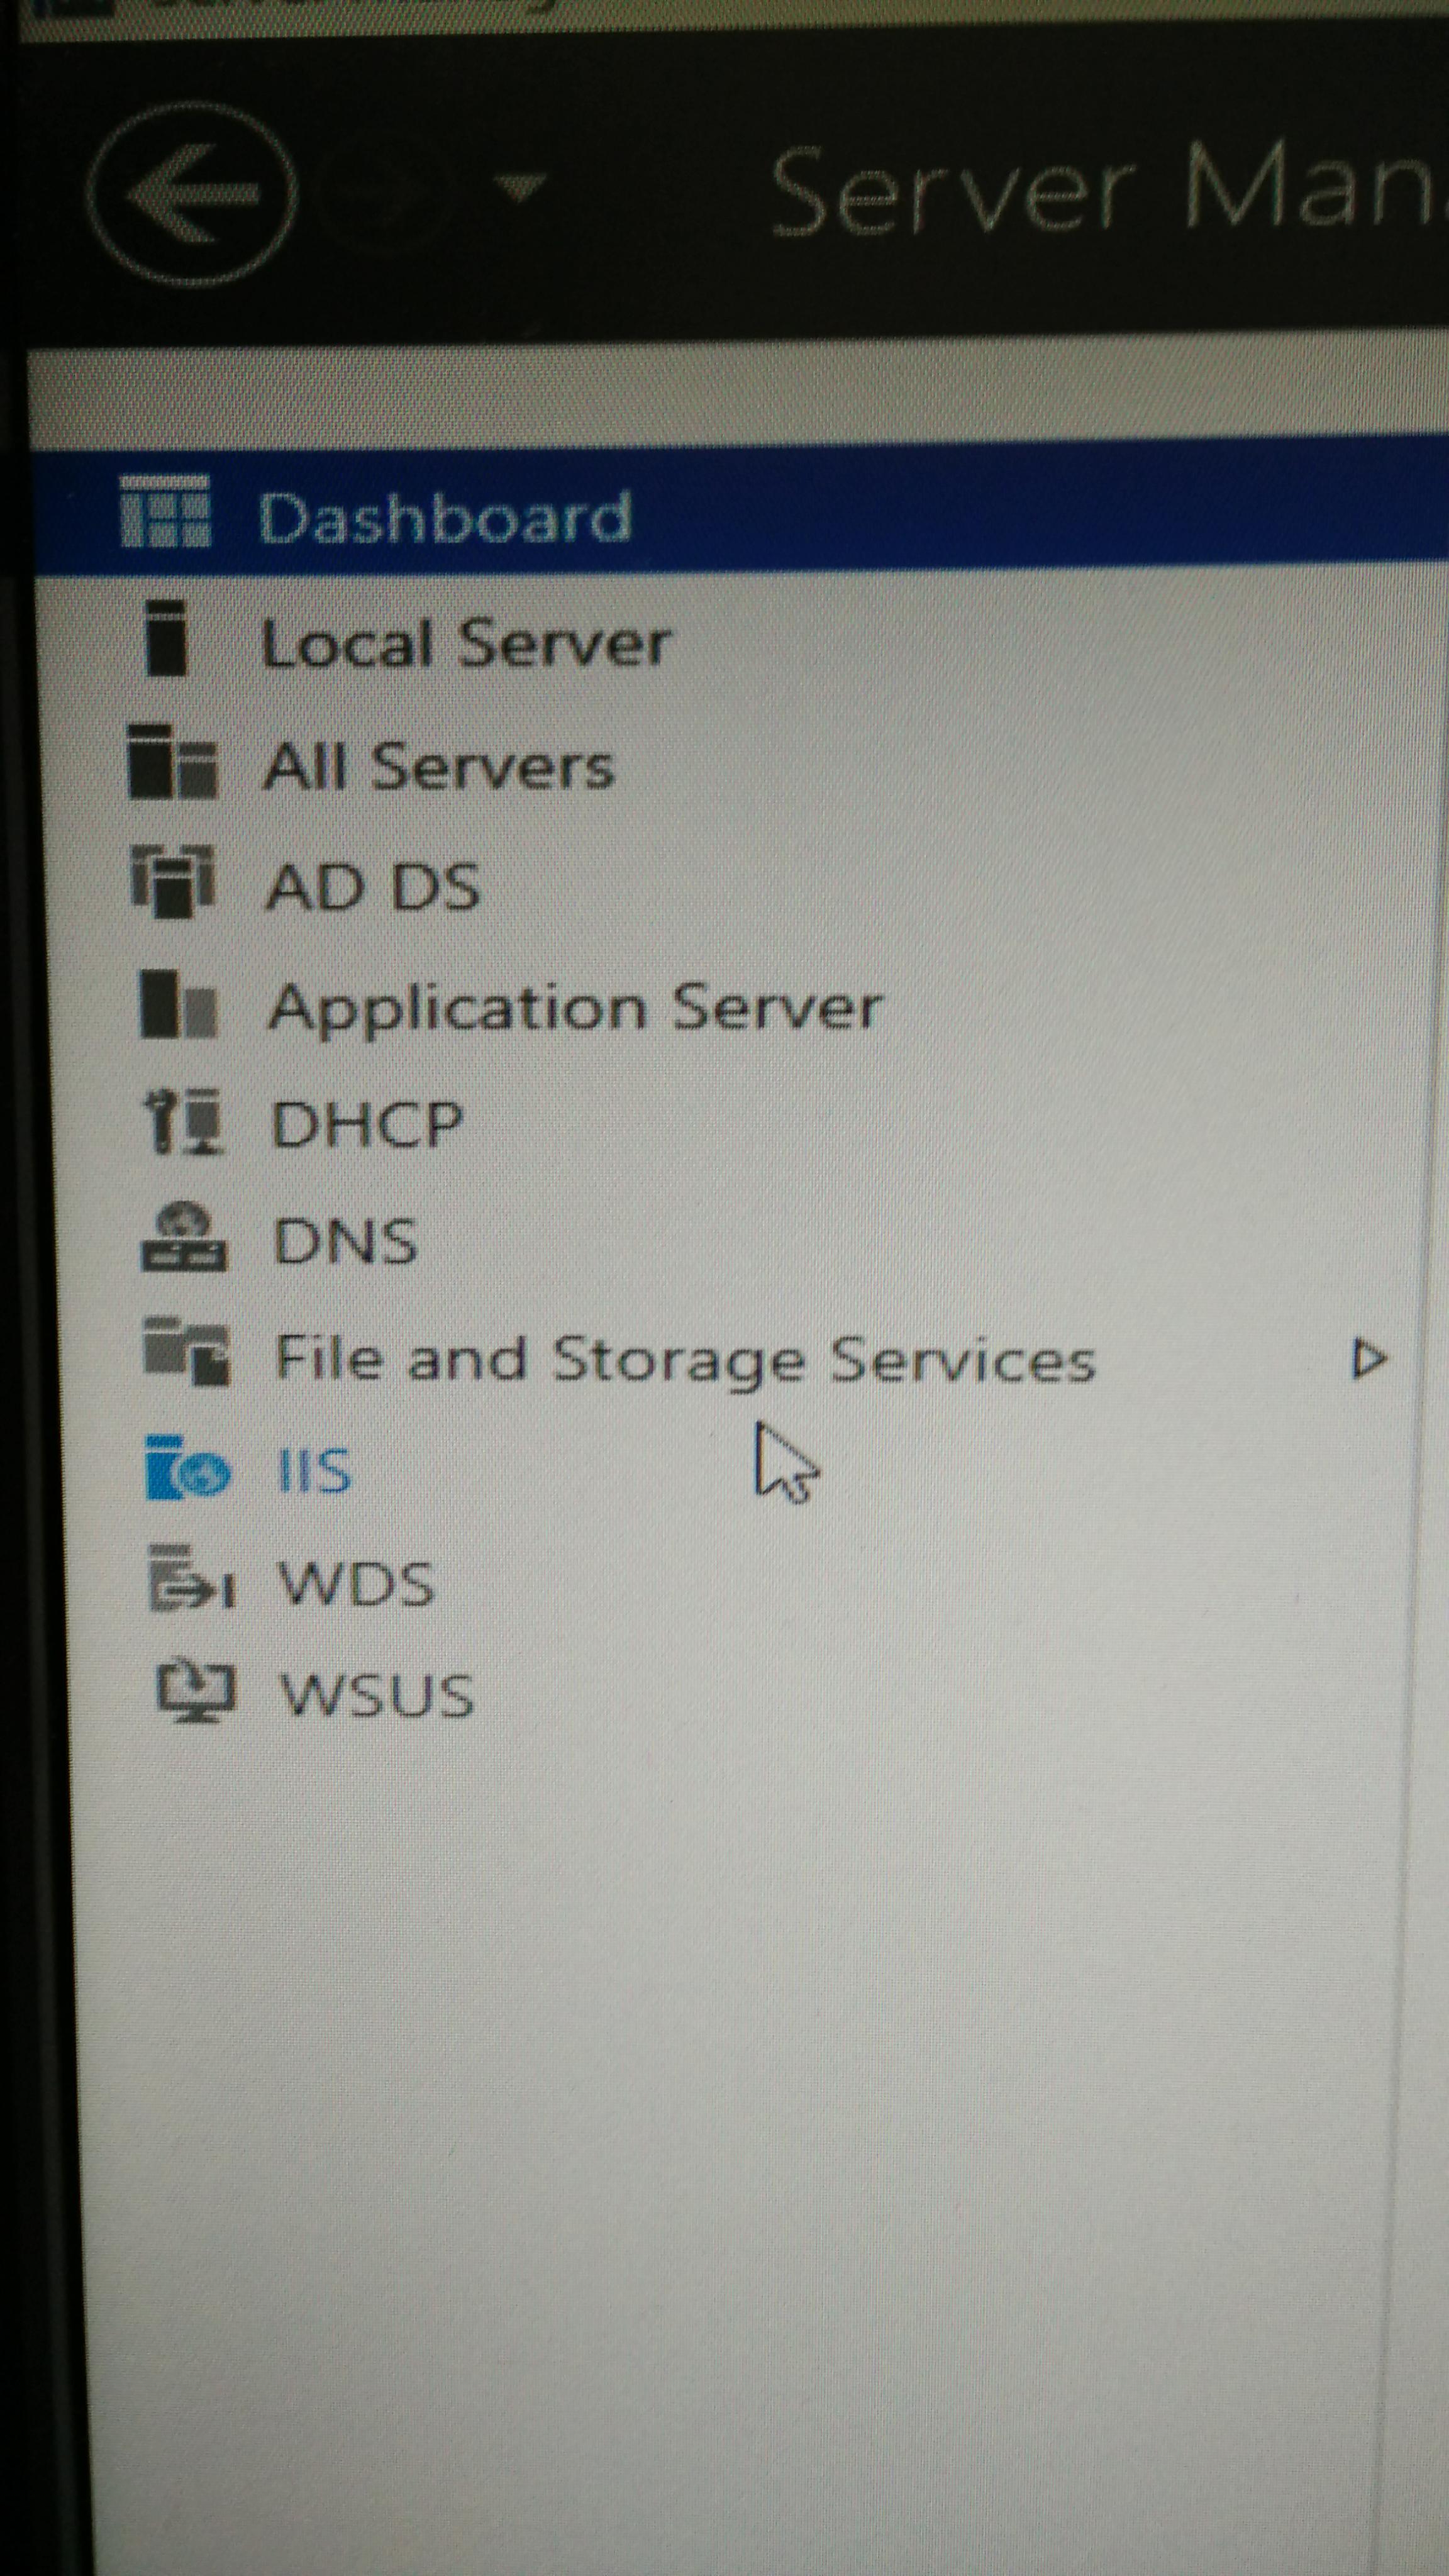 Server Man
Dashboard
Local Server
All Servers
AD DS
Application Server
DHCP
DNS
File and Storage Services
IIS
WDS
WSUS